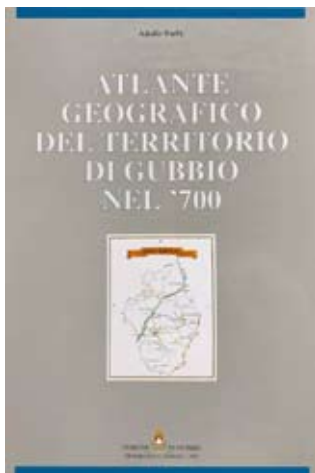 ATLANTE
GEOGRAFICO
DEL TERRITORIO
DI GUBBIO
NEL '700